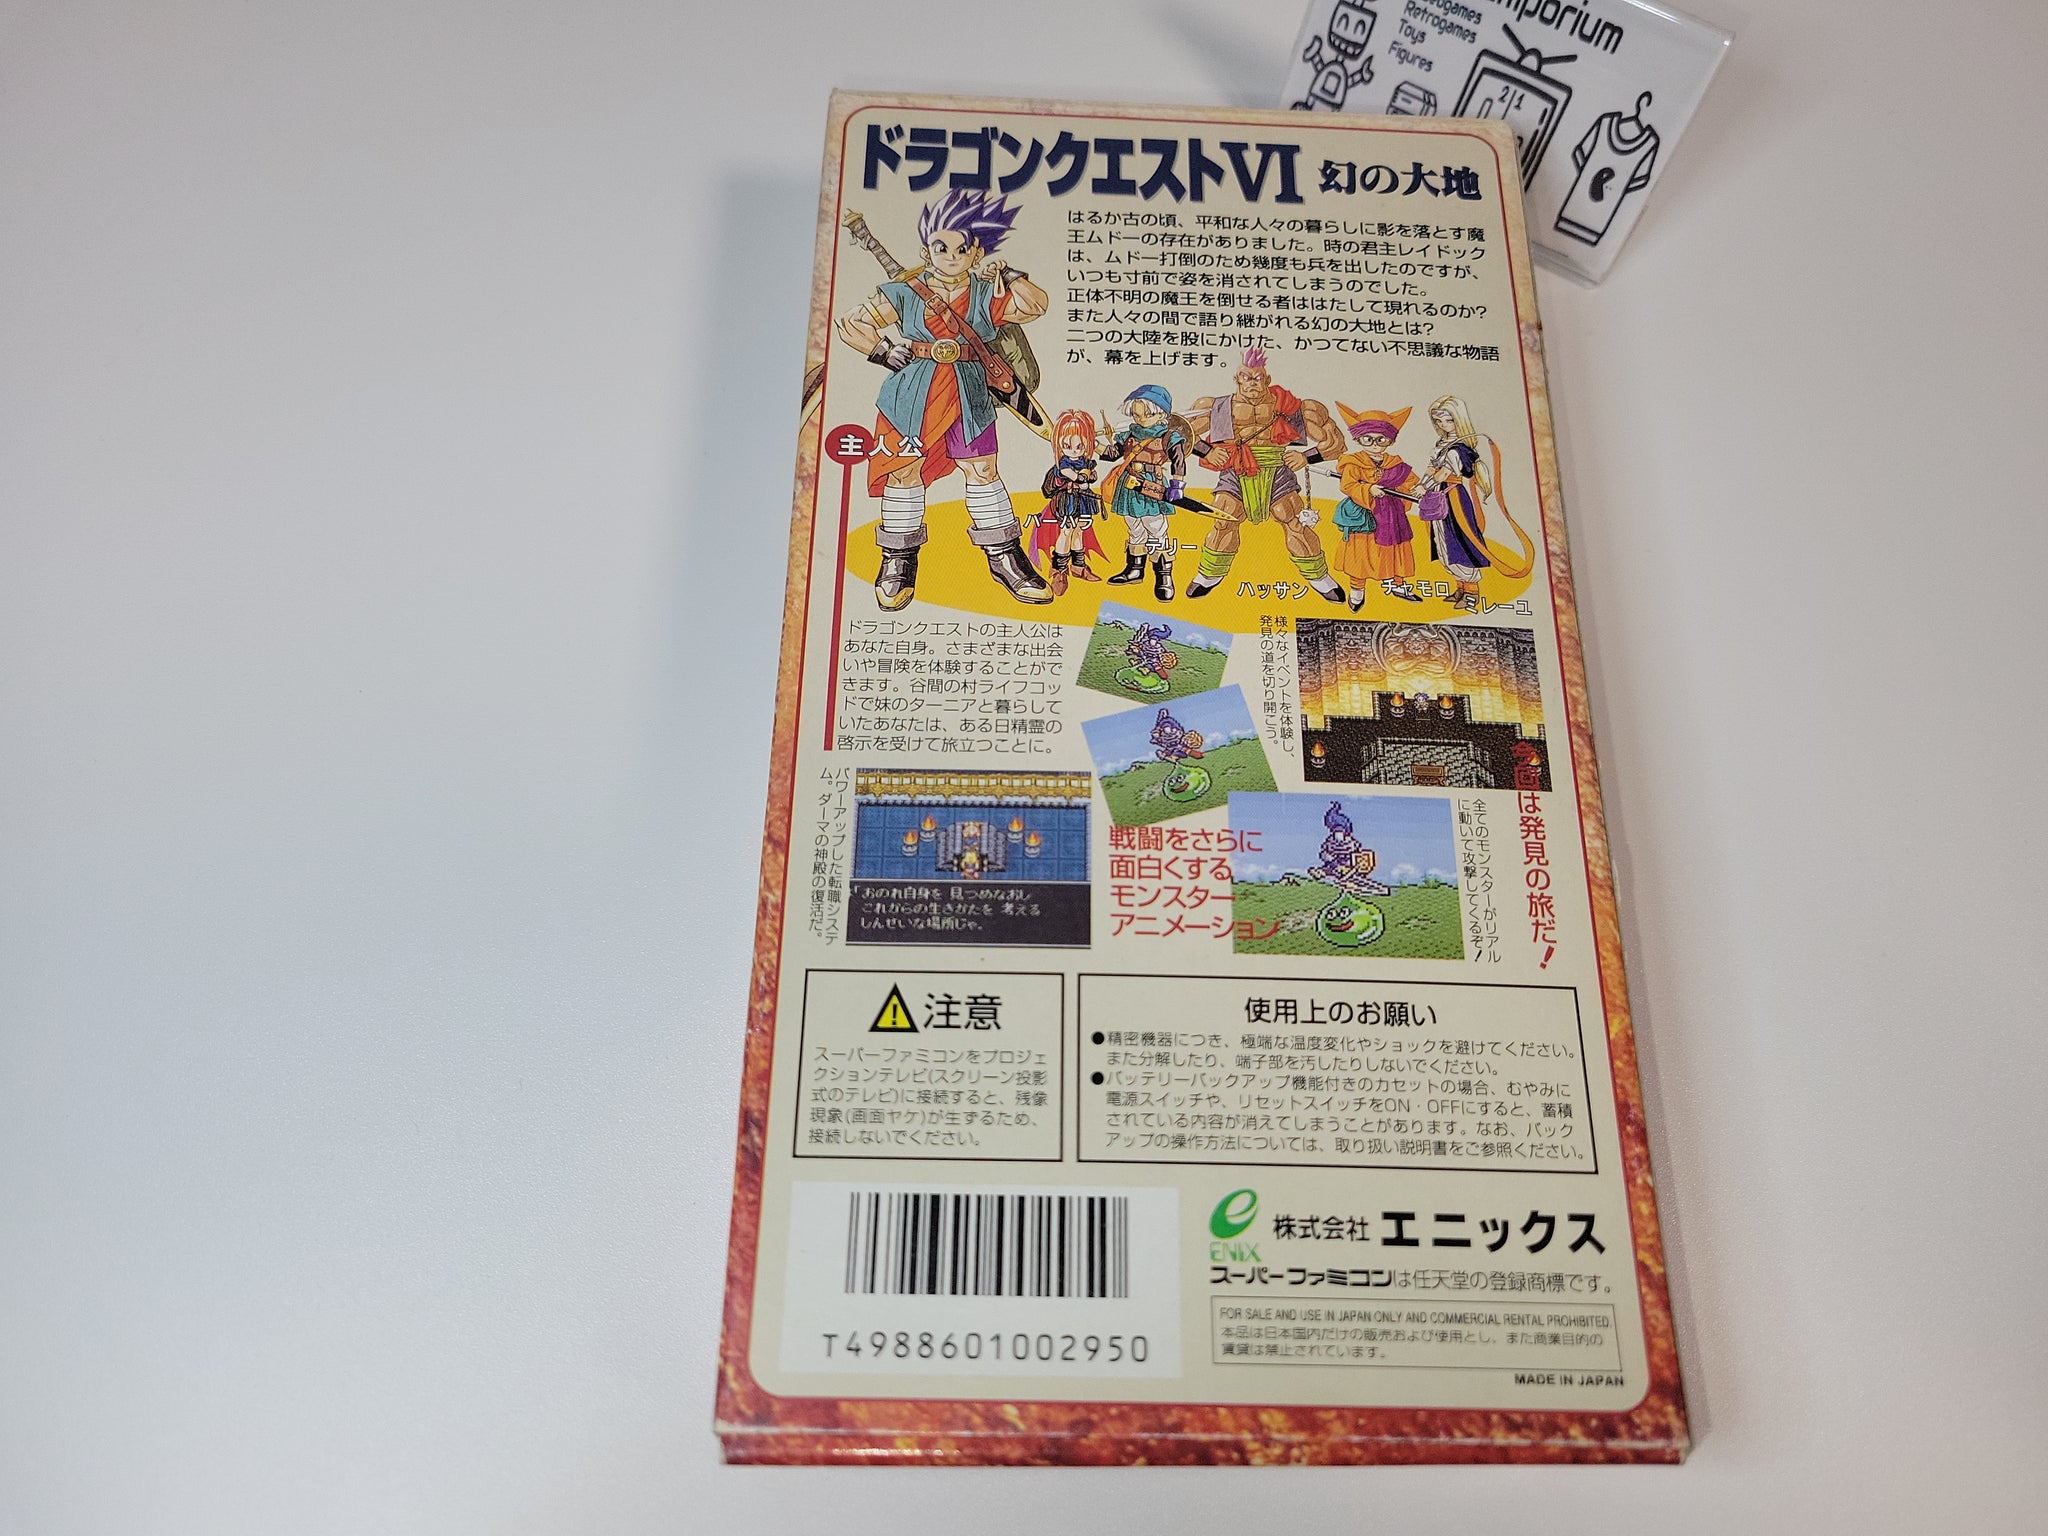 emporium
Retrogames
Toys
Figures
ドラゴンクエストVI 幻の大地
はるか古の頃、平和な人々の暮らしに影を落とす魔
王ムドーの存在がありました。時の君主レイドック
は、ムドー打倒のため幾度も兵を出したのですが、
いつも寸前で姿を消されてしまうのでした。
正体不明の魔王を倒せる者ははたして現れるのか?
また人々の間で語り継がれる幻の大地とは?
二つの大陸を股にかけた、かつてない不思議な物語
が、幕を上げます。
主人公
バーバラ
テリー
ハッサン
チャモロ
ミレーユ
ドラゴンクエストの主人公は
あなた自身。さまざまな出会
いや冒険を体験することがで
きます。谷間の村ライフコッ
ドで妹のターニアと暮らして
いたあなたは、ある日精霊の
啓示を受けて旅立つことに。
様々なイベントを体験し、
発見の道を切り開こう。
今回は発見の旅だ!
パワーアップした転職システ
ム。ダーマの神殿の復活だ。
「おのれ自身を 見つめなおし
これからの生きかたを 考える
しんせいな場所じゃ。
戦闘をさらに
面白くする
モンスター
アニメーション
全てのモンスターがリアル
に動いて攻撃してくるぞ!
注意
スーパーファミコンをプロジェ
クションテレビ(スクリーン投影
式のテレビ)に接続すると、残像
現象(画面ヤケ)が生ずるため、
接続しないでください。
使用上のお願い
●精密機器につき、極端な温度変化やショックを避けてください。
また分解したり、端子部を汚したりしないでください。
●バッテリーバックアップ機能付きのカセットの場合、むやみに
電源スイッチや、リセットスイッチをON・OFFにすると、蓄積
されている内容が消えてしまうことがあります。なお、バック
アップの操作方法については、取り扱い説明書をご参照ください。
T4988601002950
ENIX
株式会社 エニックス
スーパーファミコンは任天堂の登録商標です。
FOR SALE AND USE IN JAPAN ONLY AND COMMERCIAL RENTAL PROHIBITED.
本品は日本国内だけの販売および使用とし、また商業目的の
賃貸は禁止されています。
MADE IN JAPAN